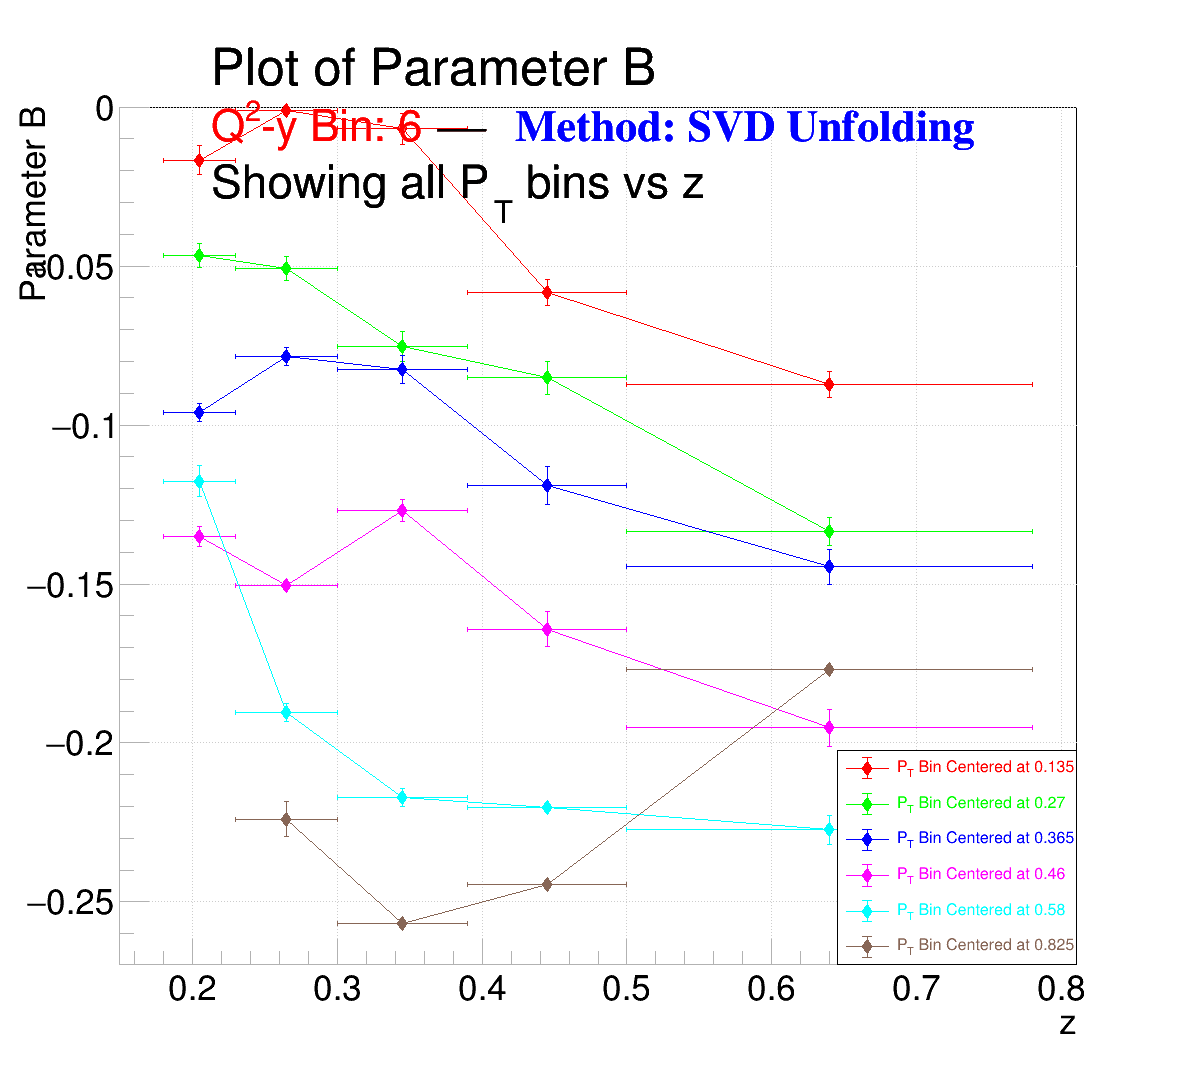 Plot of Parameter B
Q2-y Bin: 6 — Method: SVD Unfolding
Showing all PT bins vs z
Parameter B
0
−0.05
−0.1
−0.15
−0.2
−0.25
0.2 0.3 0.4 0.5 0.6 0.7 0.8
z
PT Bin Centered at 0.135
PT Bin Centered at 0.27
PT Bin Centered at 0.365
PT Bin Centered at 0.46
PT Bin Centered at 0.58
PT Bin Centered at 0.825